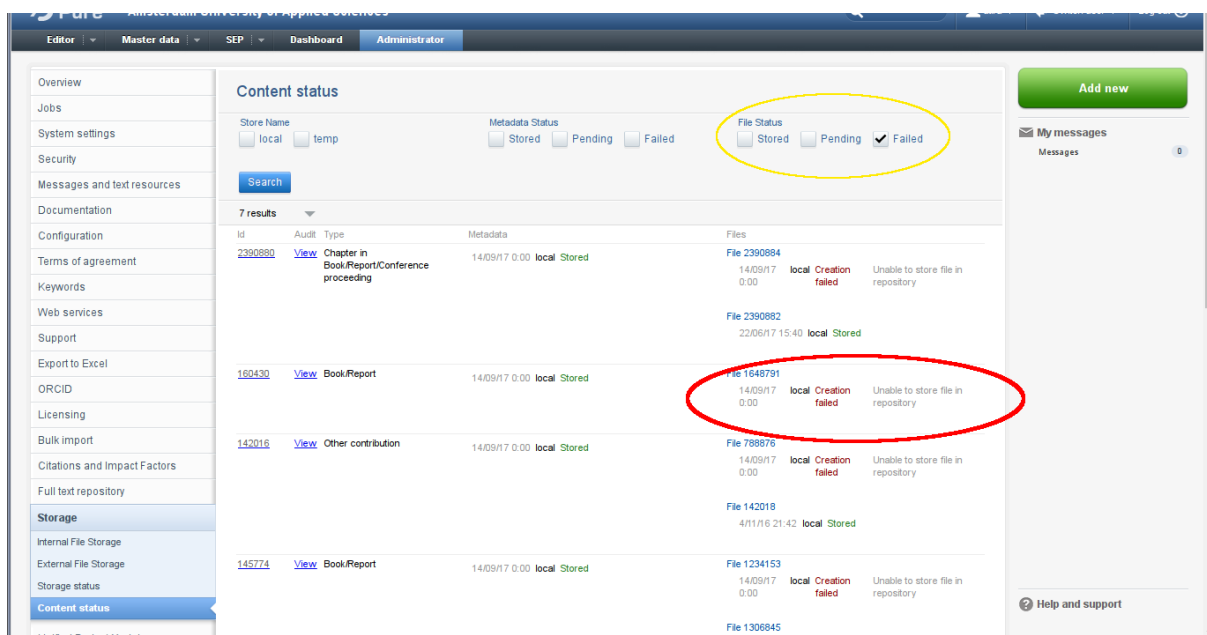 Pure Amsterdam University of Applied Sciences
Editor Master data SEP Dashboard Administrator
Overview
Jobs
System settings
Security
Messages and text resources
Documentation
Configuration
Terms of agreement
Keywords
Web services
Support
Export to Excel
ORCID
Licensing
Bulk import
Citations and Impact Factors
Full text repository
Storage
Internal File Storage
External File Storage
Storage status
Content status
Content status
Store Name Metadata Status File Status
local temp Stored Pending Failed Stored Pending Failed
Search
7 results
Id Audit Type Metadata Files
2390880 View Chapter in Book/Report/Conference proceeding 14/09/17 0:00 local Stored File 2390884
14/09/17 0:00 local Creation failed Unable to store file in repository
File 2390882
22/06/17 15:40 local Stored
160430 View Book/Report 14/09/17 0:00 local Stored File 1648791
14/09/17 0:00 local Creation failed Unable to store file in repository
142016 View Other contribution 14/09/17 0:00 local Stored File 788876
14/09/17 0:00 local Creation failed Unable to store file in repository
File 142018
4/11/16 21:42 local Stored
145774 View Book/Report 14/09/17 0:00 local Stored File 1234153
14/09/17 0:00 local Creation failed Unable to store file in repository
File 1306845
Add new
My messages
Messages 0
Help and support